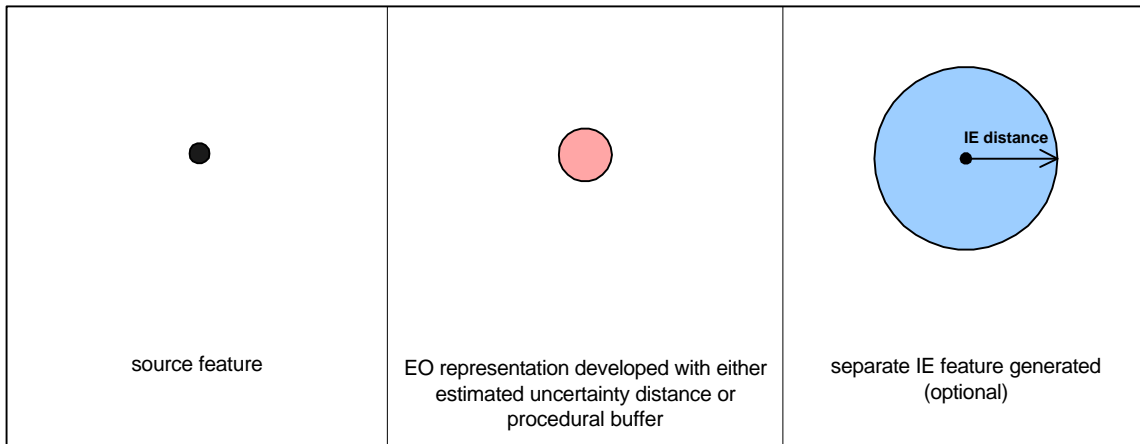 IE distance
source feature
EO representation developed with either
estimated uncertainty distance or
procedural buffer
separate IE feature generated
(optional)